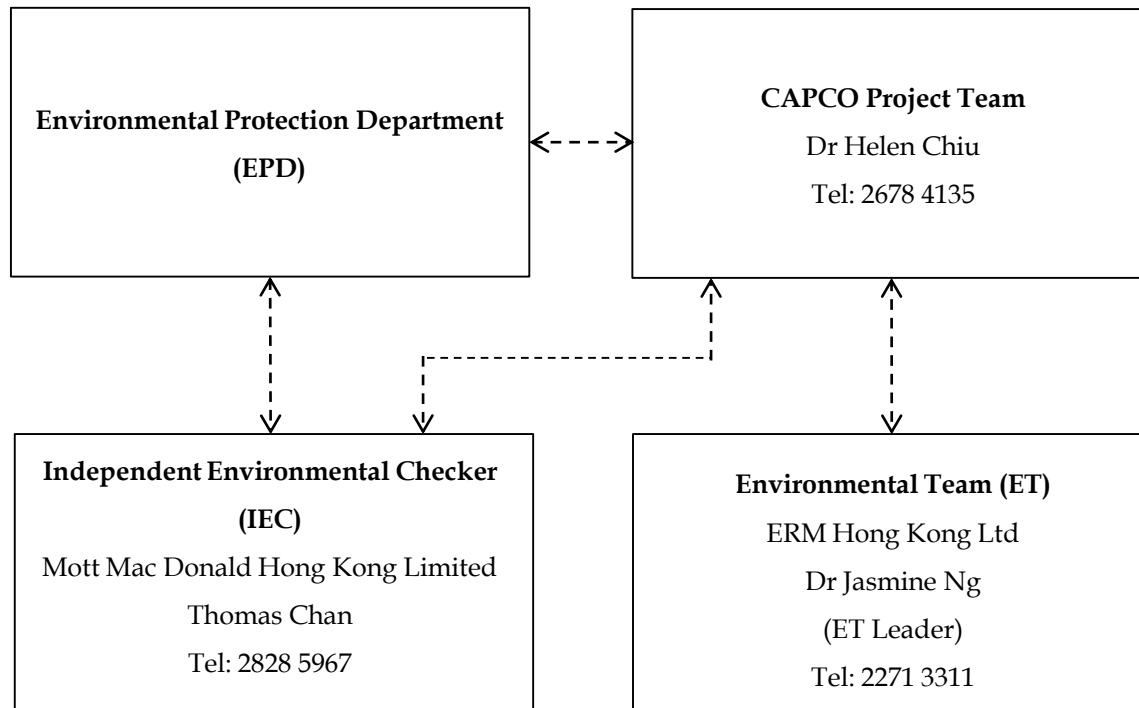 Environmental Protection Department
(EPD)
CAPCO Project Team
Dr Helen Chiu
Tel: 2678 4135
Independent Environmental Checker
(IEC)
Mott Mac Donald Hong Kong Limited
Thomas Chan
Tel: 2828 5967
Environmental Team (ET)
ERM Hong Kong Ltd
Dr Jasmine Ng
(ET Leader)
Tel: 2271 3311